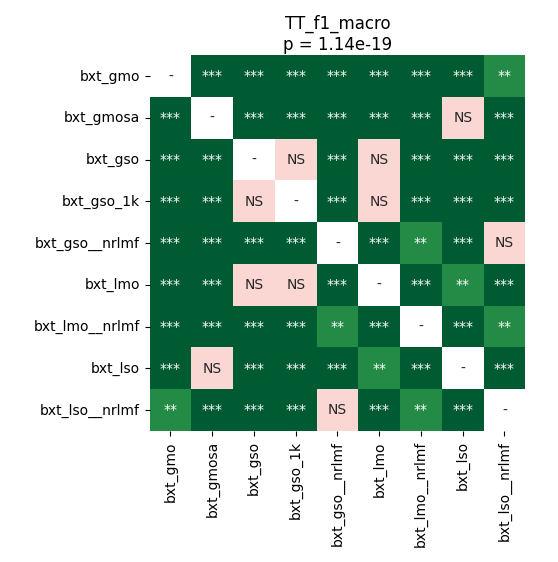 TT_f1_macro
p = 1.14e-19
bxt_gmo - *** *** *** *** *** *** *** **
bxt_gmosa *** - *** *** *** *** *** NS ***
bxt_gso *** *** - NS *** NS *** *** ***
bxt_gso_1k *** *** NS - *** NS *** *** ***
bxt_gso__nrlmf *** *** *** *** - *** ** *** NS
bxt_lmo *** *** NS NS *** - *** ** ***
bxt_lmo__nrlmf *** *** *** *** ** *** - *** **
bxt_lso *** NS *** *** *** ** *** - ***
bxt_lso__nrlmf ** *** *** *** NS *** ** *** -
bxt_gmo
bxt_gmosa
bxt_gso
bxt_gso_1k
bxt_gso__nrlmf
bxt_lmo
bxt_lmo__nrlmf
bxt_lso
bxt_lso__nrlmf